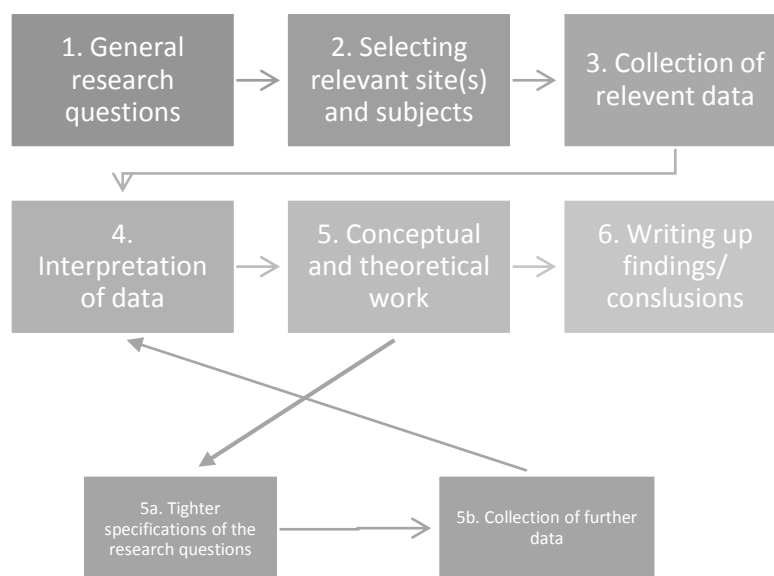 1. General
research
questions
2. Selecting
relevant site(s)
and subjects
3. Collection of
relevent data
4.
Interpretation
of data
5. Conceptual
and theoretical
work
6. Writing up
findings/
conslusions
5a. Tighter
specifications of the
research questions
5b. Collection of further
data